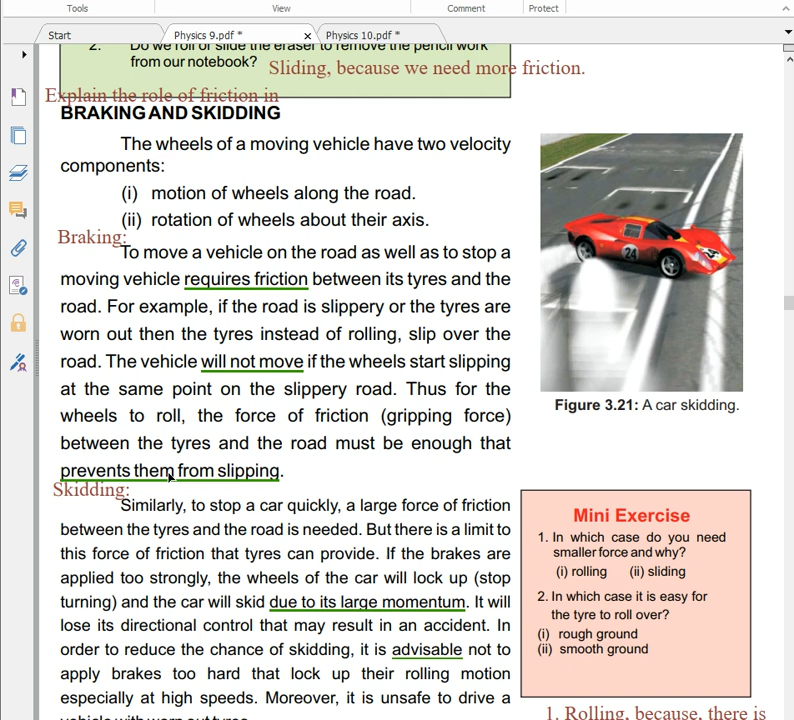 Tools View Comment Protect
Start Physics 9.pdf * × Physics 10.pdf *
2. Do we roll or slide the eraser to remove the pencil work
from our notebook?
Sliding, because we need more friction.
Explain the role of friction in
BRAKING AND SKIDDING
The wheels of a moving vehicle have two velocity
components:
(i) motion of wheels along the road.
(ii) rotation of wheels about their axis.
Braking:
To move a vehicle on the road as well as to stop a
moving vehicle requires friction between its tyres and the
road. For example, if the road is slippery or the tyres are
worn out then the tyres instead of rolling, slip over the
road. The vehicle will not move if the wheels start slipping
at the same point on the slippery road. Thus for the
wheels to roll, the force of friction (gripping force)
between the tyres and the road must be enough that
prevents them from slipping.
Skidding:
Similarly, to stop a car quickly, a large force of friction
between the tyres and the road is needed. But there is a limit to
this force of friction that tyres can provide. If the brakes are
applied too strongly, the wheels of the car will lock up (stop
turning) and the car will skid due to its large momentum. It will
lose its directional control that may result in an accident. In
order to reduce the chance of skidding, it is advisable not to
apply brakes too hard that lock up their rolling motion
especially at high speeds. Moreover, it is unsafe to drive a
vehicle with worn out tyres.
24
Figure 3.21: A car skidding.
Mini Exercise
1. In which case do you need
smaller force and why?
(i) rolling (ii) sliding
2. In which case it is easy for
the tyre to roll over?
(i) rough ground
(ii) smooth ground
1. Rolling, because, there is